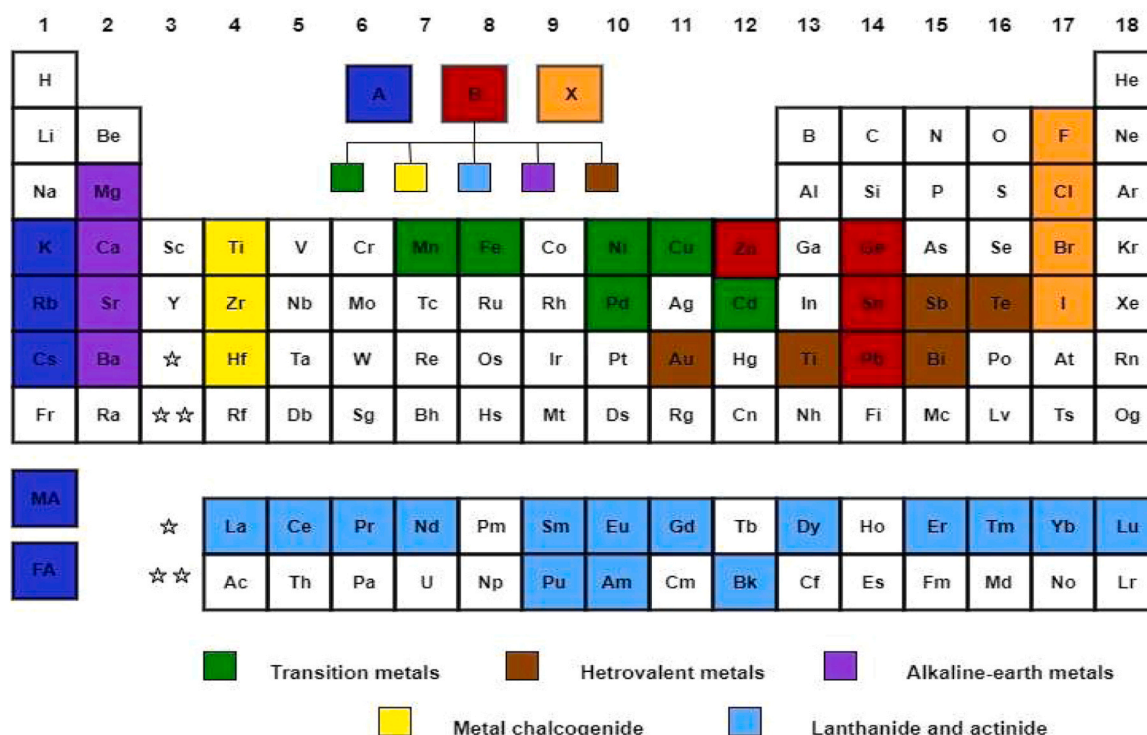 1 2 3 4 5 6 7 8 9 10 11 12 13 14 15 16 17 18
H A B X He
Li Be B C N O F Ne
Na Mg Al Si P S Cl Ar
K Ca Sc Ti V Cr Mn Fe Co Ni Cu Zn Ga Ge As Se Br Kr
Rb Sr Y Zr Nb Mo Tc Ru Rh Pd Ag Cd In Sn Sb Te I Xe
Cs Ba ☆ Hf Ta W Re Os Ir Pt Au Hg Ti Pb Bi Po At Rn
Fr Ra ☆☆ Rf Db Sg Bh Hs Mt Ds Rg Cn Nh Fi Mc Lv Ts Og
MA ☆ La Ce Pr Nd Pm Sm Eu Gd Tb Dy Ho Er Tm Yb Lu
FA ☆☆ Ac Th Pa U Np Pu Am Cm Bk Cf Es Fm Md No Lr
Transition metals Hetrovalent metals Alkaline-earth metals
Metal chalcogenide Lanthanide and actinide